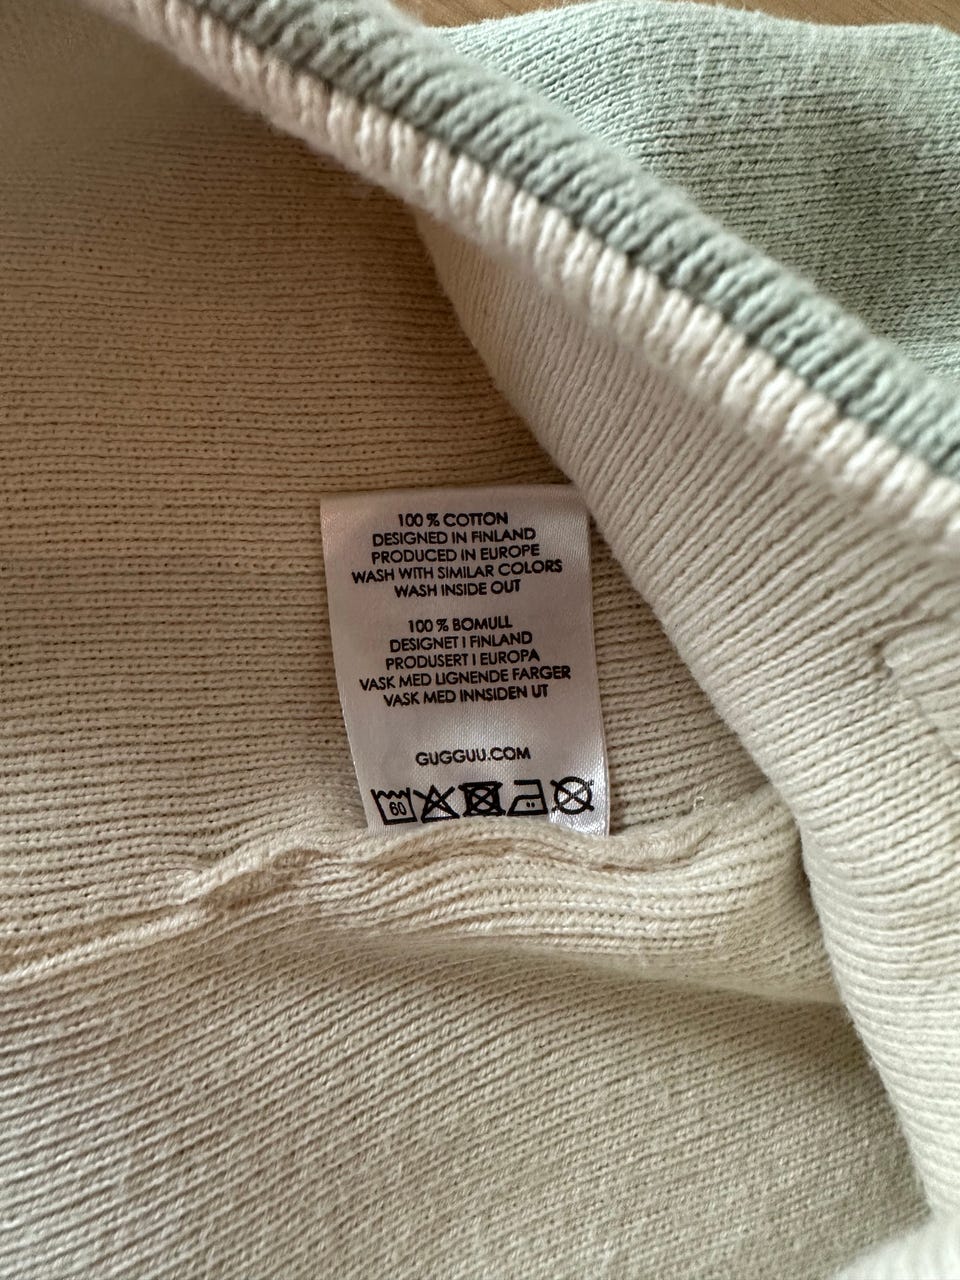 100 % COTTON
DESIGNED IN FINLAND
PRODUCED IN EUROPE
WASH WITH SIMILAR COLORS
WASH INSIDE OUT
100 % BOMULL
DESIGNET I FINLAND
PRODUSERT I EUROPA
VASK MED LIGNENDE FARGER
VASK MED INNSIDEN UT
GUGGUU.COM
60